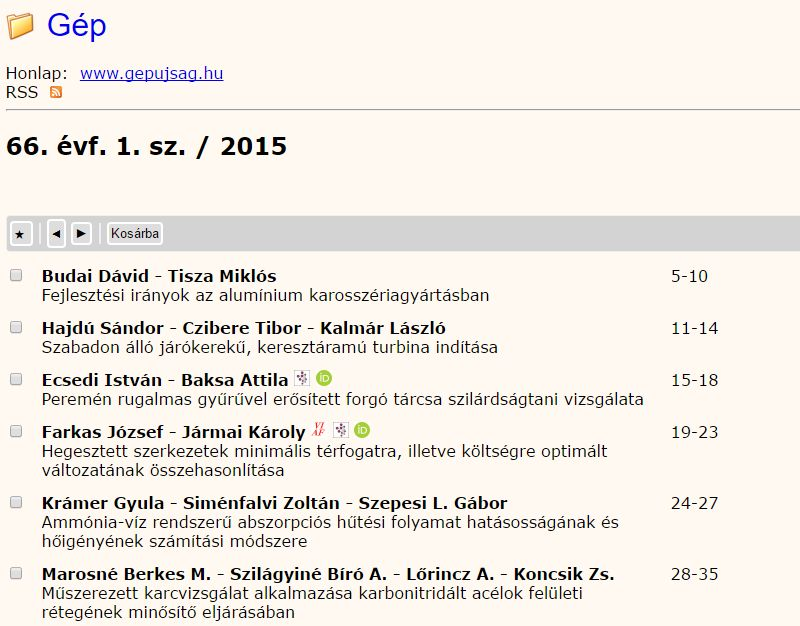 Gép
Honlap: www.gepujsag.hu
RSS
66. évf. 1. sz. / 2015
Kosárba
Budai Dávid - Tisza Miklós 5-10
Fejlesztési irányok az alumínium karosszériagyártásban
Hajdú Sándor - Czibere Tibor - Kalmár László 11-14
Szabadon álló járókerekű, keresztáramú turbina indítása
Ecsedi István - Baksa Attila iD 15-18
Peremén rugalmas gyűrűvel erősített forgó tárcsa szilárdságtani vizsgálata
Farkas József - Jármai Károly iD 19-23
Hegesztett szerkezetek minimális térfogatra, illetve költségre optimált
változatának összehasonlítása
Krámer Gyula - Siménfalvi Zoltán - Szepesi L. Gábor 24-27
Ammónia-víz rendszerű abszorpciós hűtési folyamat hatásosságának és
hőigényének számítási módszere
Marosné Berkes M. - Szilágyiné Bíró A. - Lőrincz A. - Koncsik Zs. 28-35
Műszerezett karcvizsgálat alkalmazása karbonitridált acélok felületi
rétegének minősítő eljárásában